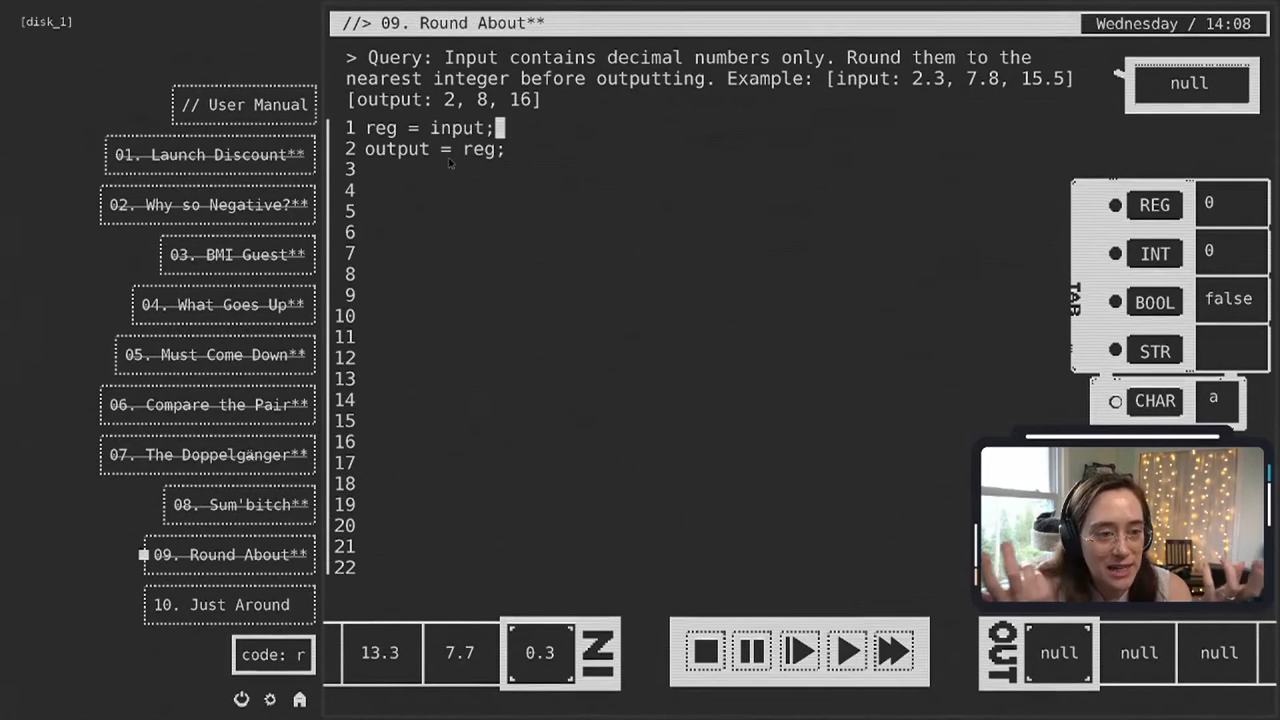 [disk_1]
//> 09. Round About**
Wednesday / 14:08
> Query: Input contains decimal numbers only. Round them to the
nearest integer before outputting. Example: [input: 2.3, 7.8, 15.5]
[output: 2, 8, 16]
null
// User Manual
01. Launch Discount**
02. Why so Negative?**
03. BMI Guest**
04. What Goes Up**
05. Must Come Down**
06. Compare the Pair**
07. The Doppelgänger**
08. Sum'bitch**
09. Round About**
10. Just Around
code: r
1 reg = input;
2 output = reg;
3
4
5
6
7
8
9
10
11
12
13
14
15
16
17
18
19
20
21
22
TAB
REG 0
INT 0
BOOL false
STR
CHAR a
13.3 7.7 0.3 IN
OUT null null null